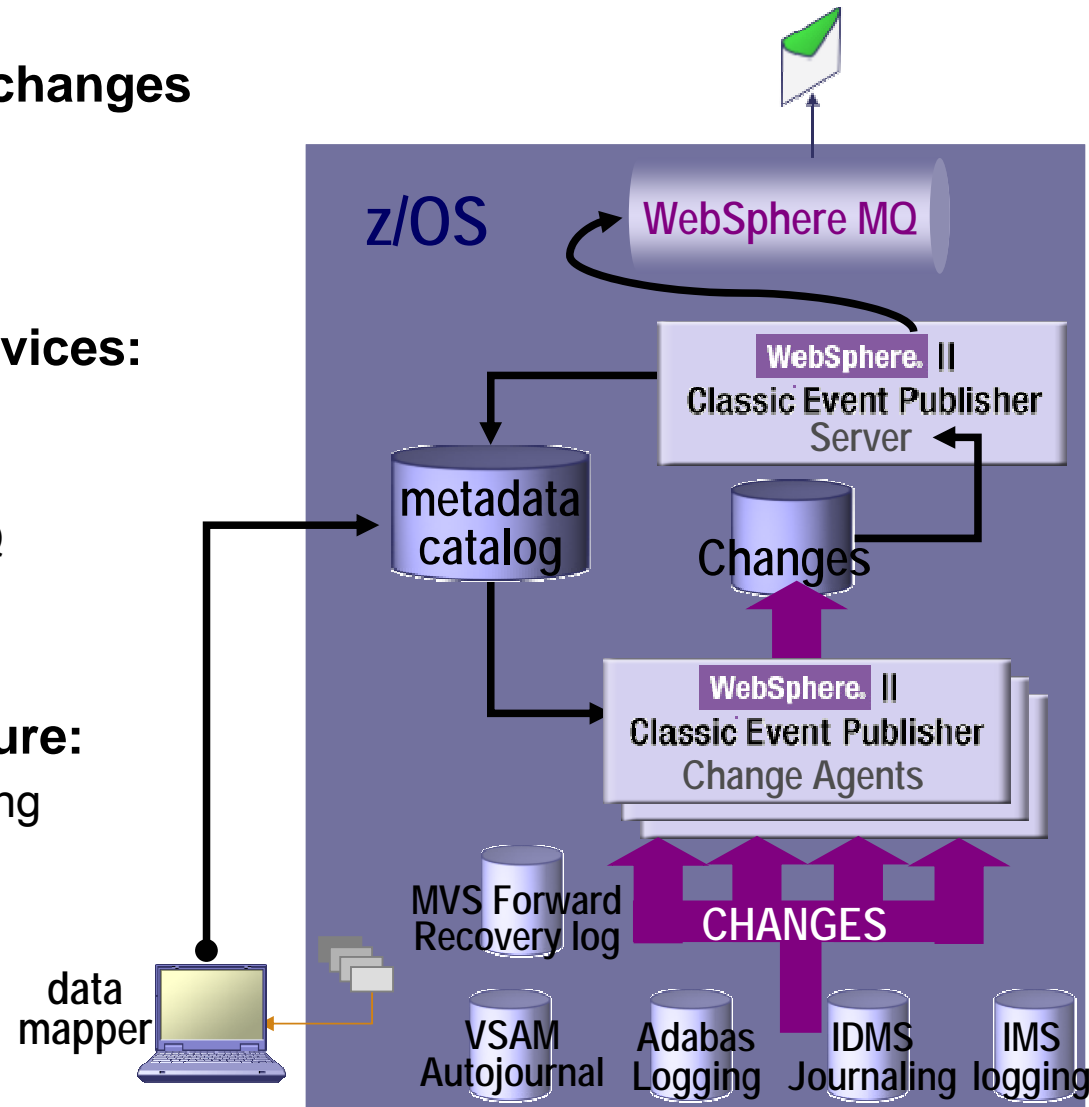 changes
z/OS
WebSphere MQ
vices:
WebSphere. II
Classic Event Publisher
Server
metadata
catalog
Q
Changes
WebSphere. II
Classic Event Publisher
Change Agents
ure:
ng
MVS Forward
Recovery log
CHANGES
data
mapper
VSAM
Autojournal
Adabas
Logging
IDMS
Journaling
IMS
logging